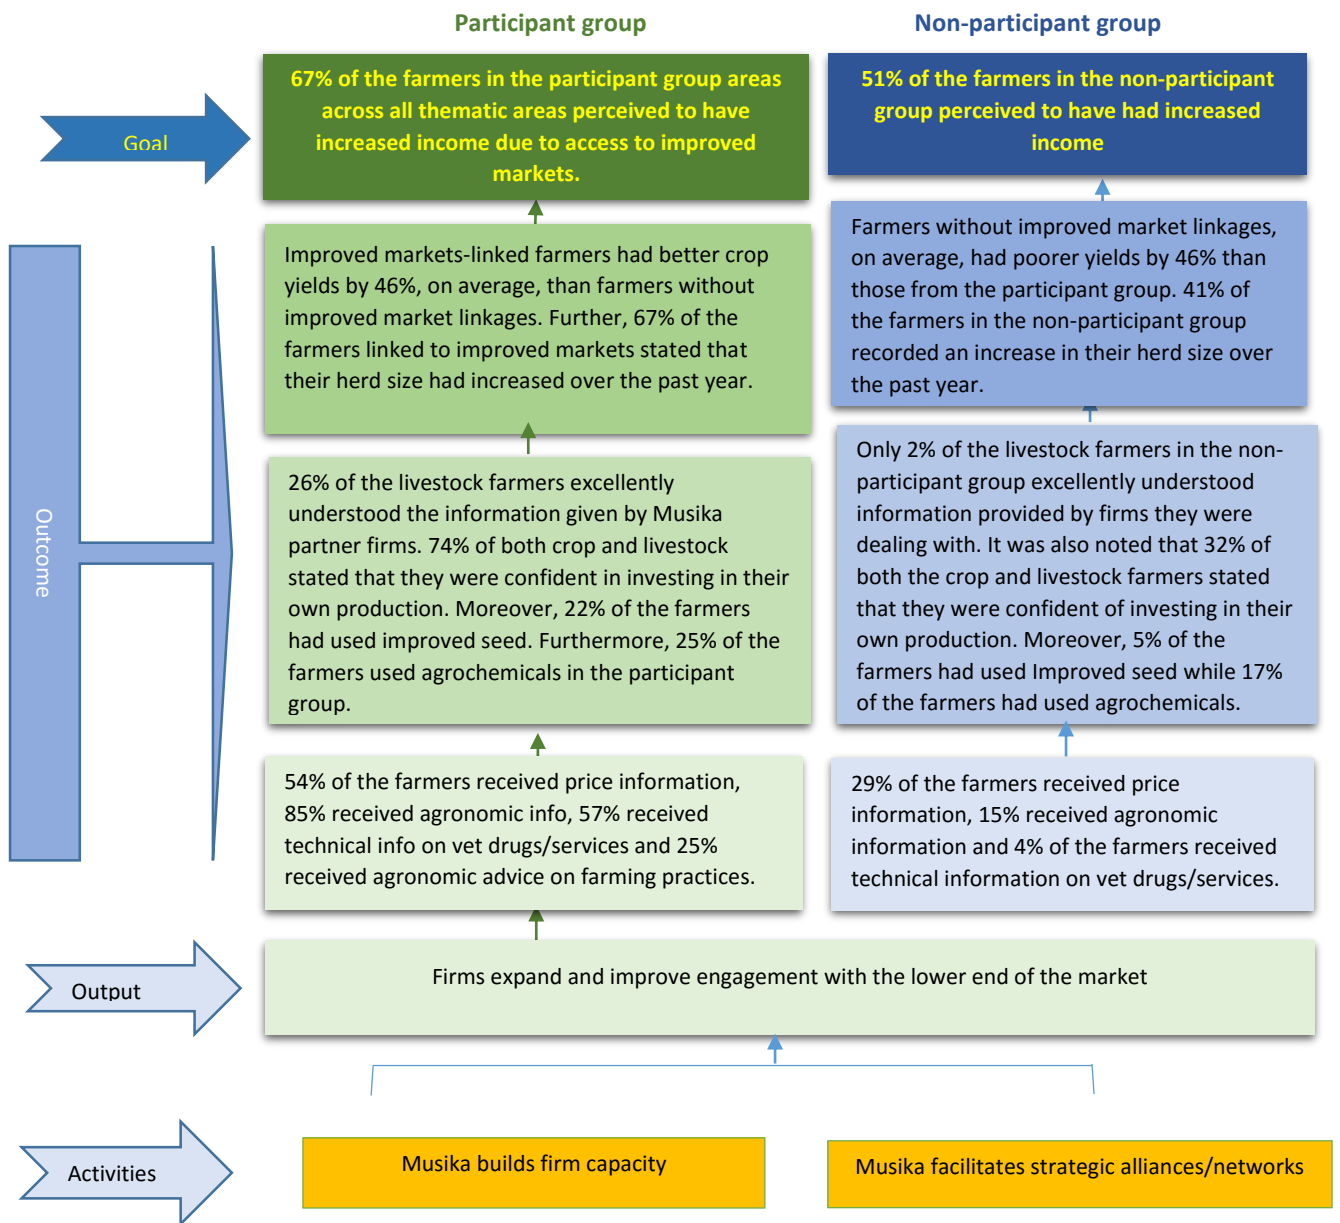 Participant group
Non-participant group
Goal
67% of the farmers in the participant group areas
across all thematic areas perceived to have
increased income due to access to improved
markets.
51% of the farmers in the non-participant
group perceived to have had increased
income
Outcome
Improved markets-linked farmers had better crop
yields by 46%, on average, than farmers without
improved market linkages. Further, 67% of the
farmers linked to improved markets stated that
their herd size had increased over the past year.
Farmers without improved market linkages,
on average, had poorer yields by 46% than
those from the participant group. 41% of
the farmers in the non-participant group
recorded an increase in their herd size over
the past year.
26% of the livestock farmers excellently
understood the information given by Musika
partner firms. 74% of both crop and livestock
stated that they were confident in investing in their
own production. Moreover, 22% of the farmers
had used improved seed. Furthermore, 25% of the
farmers used agrochemicals in the participant
group.
Only 2% of the livestock farmers in the non-
participant group excellently understood
information provided by firms they were
dealing with. It was also noted that 32% of
both the crop and livestock farmers stated
that they were confident of investing in their
own production. Moreover, 5% of the
farmers had used Improved seed while 17%
of the farmers had used agrochemicals.
54% of the farmers received price information,
85% received agronomic info, 57% received
technical info on vet drugs/services and 25%
received agronomic advice on farming practices.
29% of the farmers received price
information, 15% received agronomic
information and 4% of the farmers received
technical information on vet drugs/services.
Output
Firms expand and improve engagement with the lower end of the market
Activities
Musika builds firm capacity
Musika facilitates strategic alliances/networks